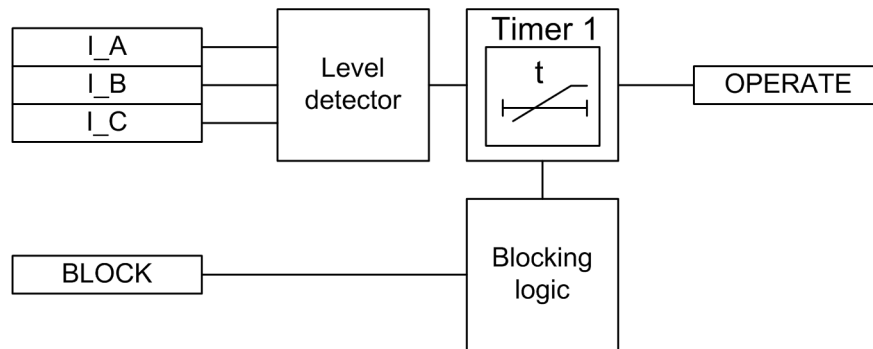 I_A
I_B
I_C
Level
detector
Timer 1
t
OPERATE
BLOCK
Blocking
logic